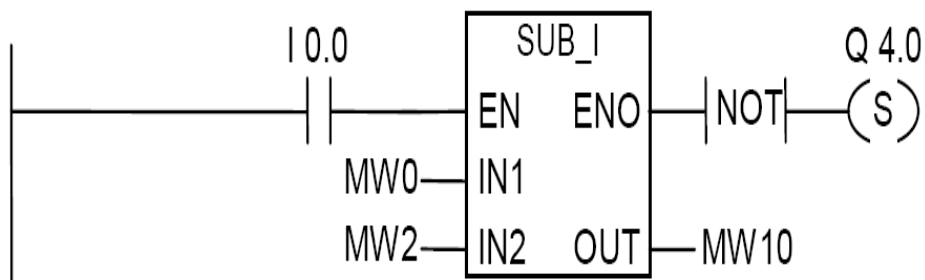 I 0.0
SUB_I
Q 4.0
EN ENO
NOT
S
MW0
IN1
MW2
IN2 OUT
MW10